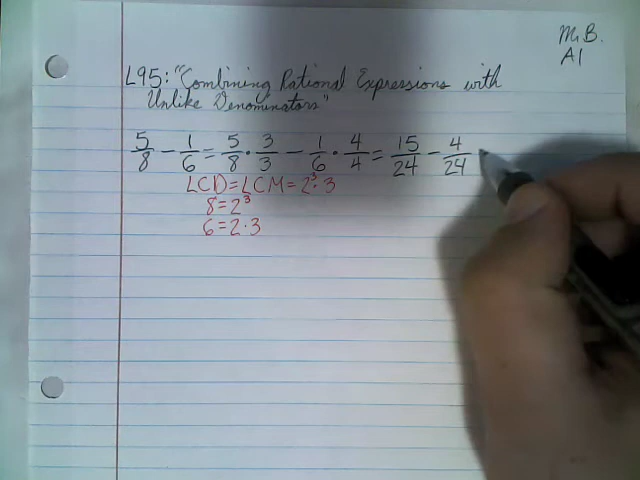 M.B.
A1
L95: "Combining Rational Expressions with
Unlike Denominators"
5/8 - 1/6 = 5/8 · 3/3 - 1/6 · 4/4 = 15/24 - 4/24
LCD = LCM = 2³ · 3
8 = 2³
6 = 2 · 3